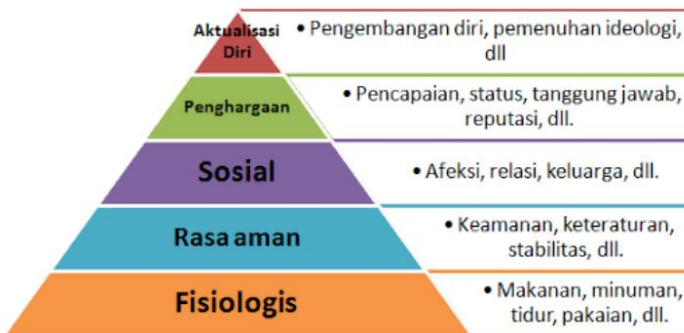 Aktualisasi
Diri
• Pengembangan diri, pemenuhan ideologi,
dll
Penghargaan
• Pencapaian, status, tanggung jawab,
reputasi, dll.
Sosial
• Afeksi, relasi, keluarga, dll.
Rasa aman
• Keamanan, keteraturan,
stabilitas, dll.
Fisiologis
• Makanan, minuman,
tidur, pakaian, dll.